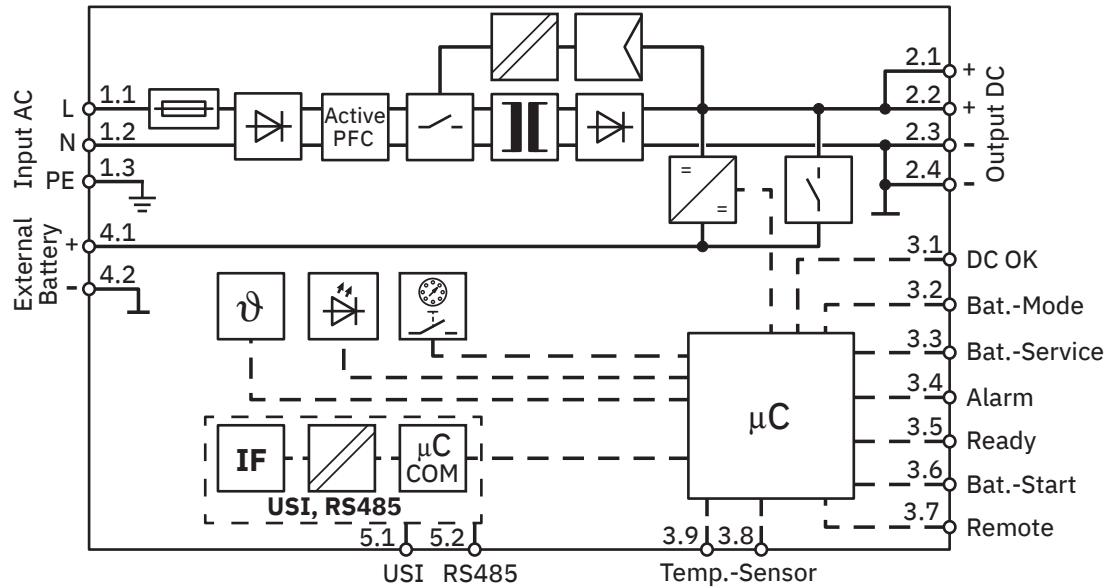 Input AC
L
1.1
N
1.2
PE
1.3
External
Battery
+
4.1
-
4.2
Active
PFC
2.1
+
2.2
+
2.3
-
2.4
-
Output DC
=
=
ϑ
3.1
DC OK
3.2
Bat.-Mode
3.3
Bat.-Service
3.4
Alarm
3.5
Ready
3.6
Bat.-Start
3.7
Remote
µC
IF
µC
COM
USI, RS485
5.1
5.2
USI RS485
3.9
3.8
Temp.-Sensor